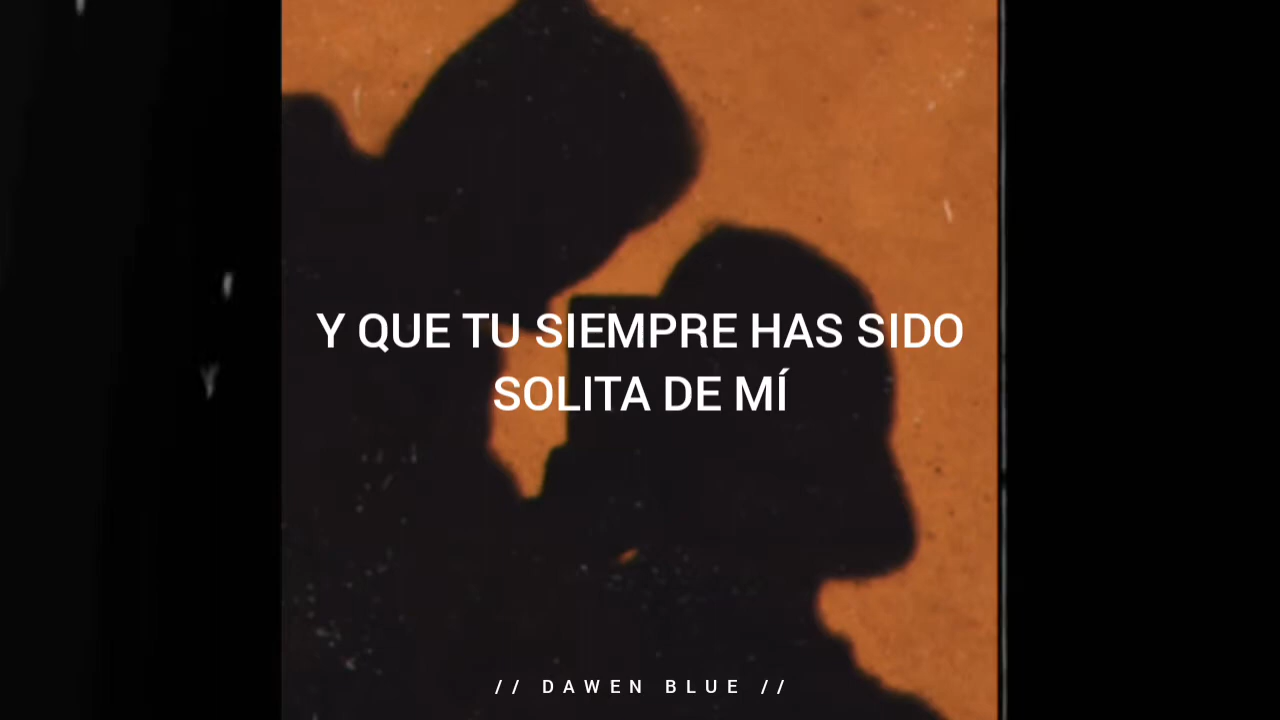 Y QUE TU SIEMPRE HAS SIDO
SOLITA DE MÍ
// DAWEN BLUE //